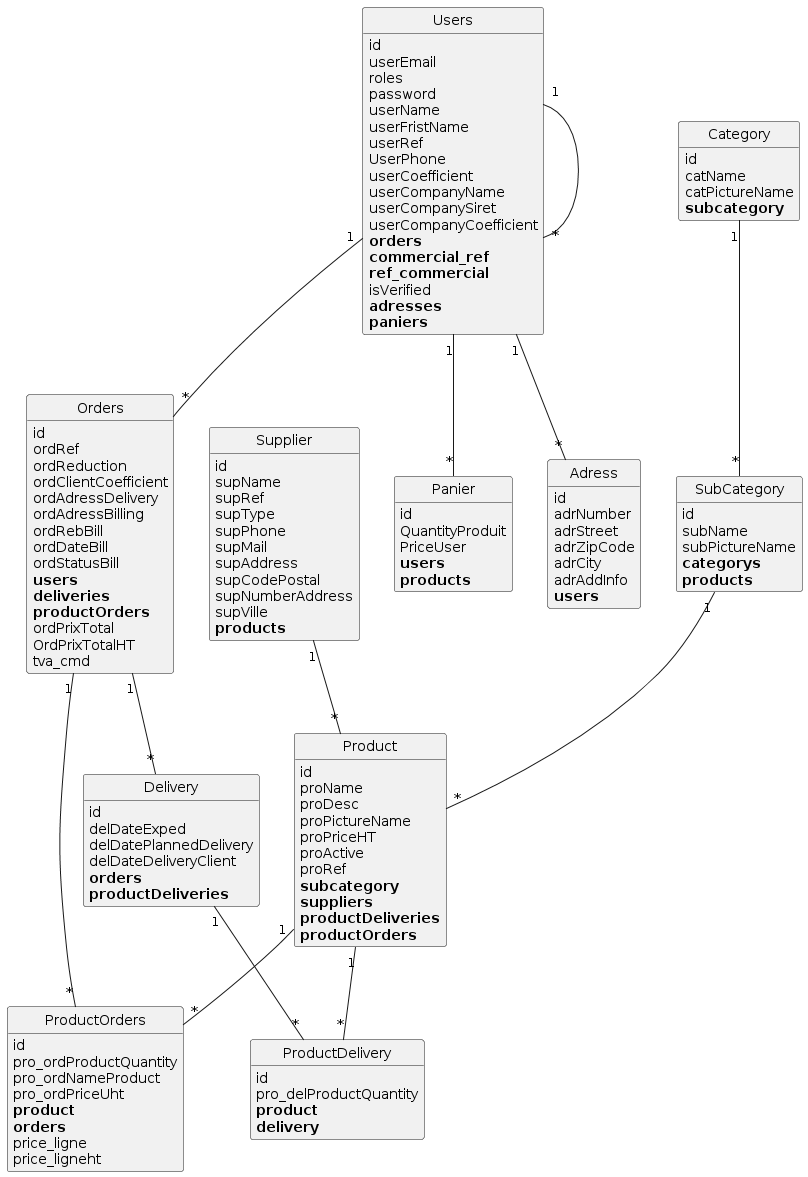 Users
id
userEmail
roles
password
userName
userFristName
userRef
UserPhone
userCoefficient
userCompanyName
userCompanySiret
userCompanyCoefficient
orders
commercial_ref
ref_commercial
isVerified
adresses
paniers
1
*
Category
id
catName
catPictureName
subcategory
1
*
1
*
1
*
1
*
Orders
id
ordRef
ordReduction
ordClientCoefficient
ordAdressDelivery
ordAdressBilling
ordRebBill
ordDateBill
ordStatusBill
users
deliveries
productOrders
ordPrixTotal
OrdPrixTotalHT
tva_cmd
Supplier
id
supName
supRef
supType
supPhone
supMail
supAddress
supCodePostal
supNumberAddress
supVille
products
Panier
id
QuantityProduit
PriceUser
users
products
Adress
id
adrNumber
adrStreet
adrZipCode
adrCity
adrAddInfo
users
SubCategory
id
subName
subPictureName
categorys
products
1
*
1
*
1
*
1
*
Delivery
id
delDateExped
delDatePlannedDelivery
delDateDeliveryClient
orders
productDeliveries
Product
id
proName
proDesc
proPictureName
proPriceHT
proActive
proRef
subcategory
suppliers
productDeliveries
productOrders
1
*
1
*
1
*
ProductOrders
id
pro_ordProductQuantity
pro_ordNameProduct
pro_ordPriceUht
product
orders
price_ligne
price_ligneht
ProductDelivery
id
pro_delProductQuantity
product
delivery